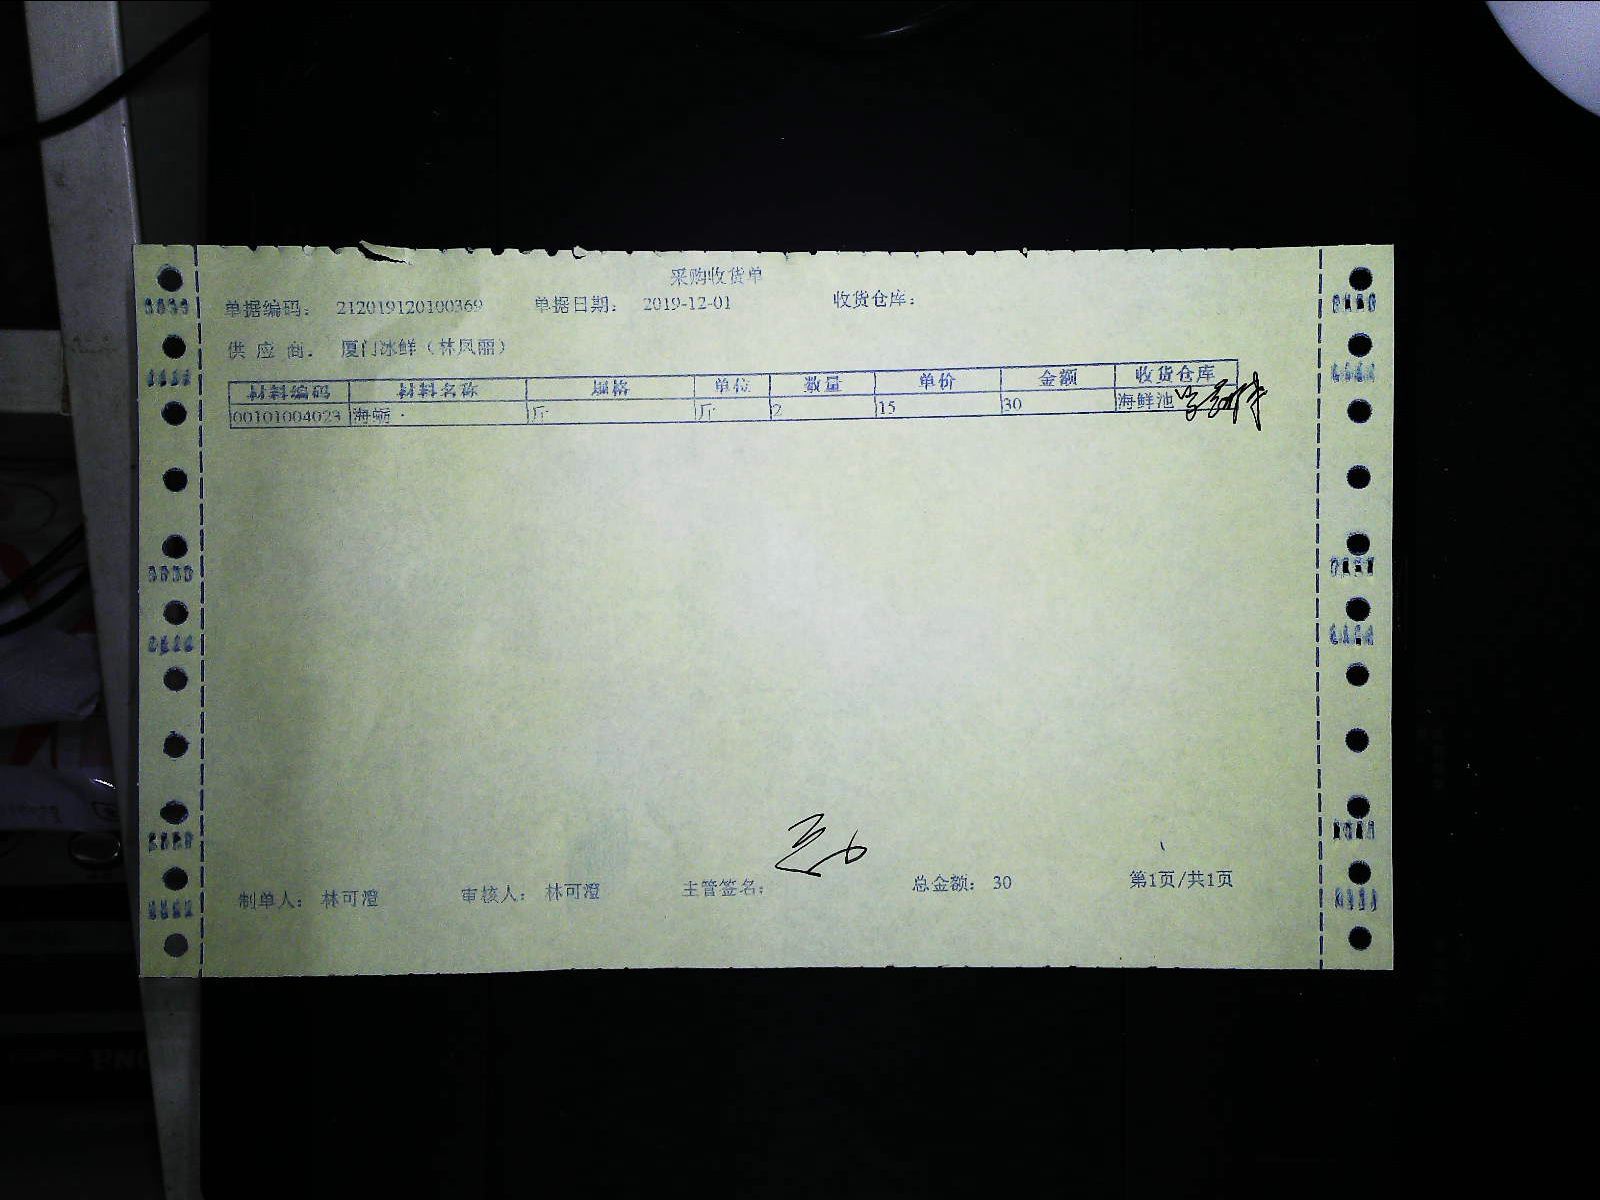 采购收货单
单据编码: 212019120100369 单据日期: 2019-12-01 收货仓库:
供应商. 厦门冰鲜(林凤丽)
材料编码 材料名称 规格 单位 数量 单价 金额 收货仓库
00101004023 海蛎 斤 斤 2 15 30 海鲜池
制单人: 林可澄 审核人: 林可澄 主管签名: 总金额: 30 第1页/共1页